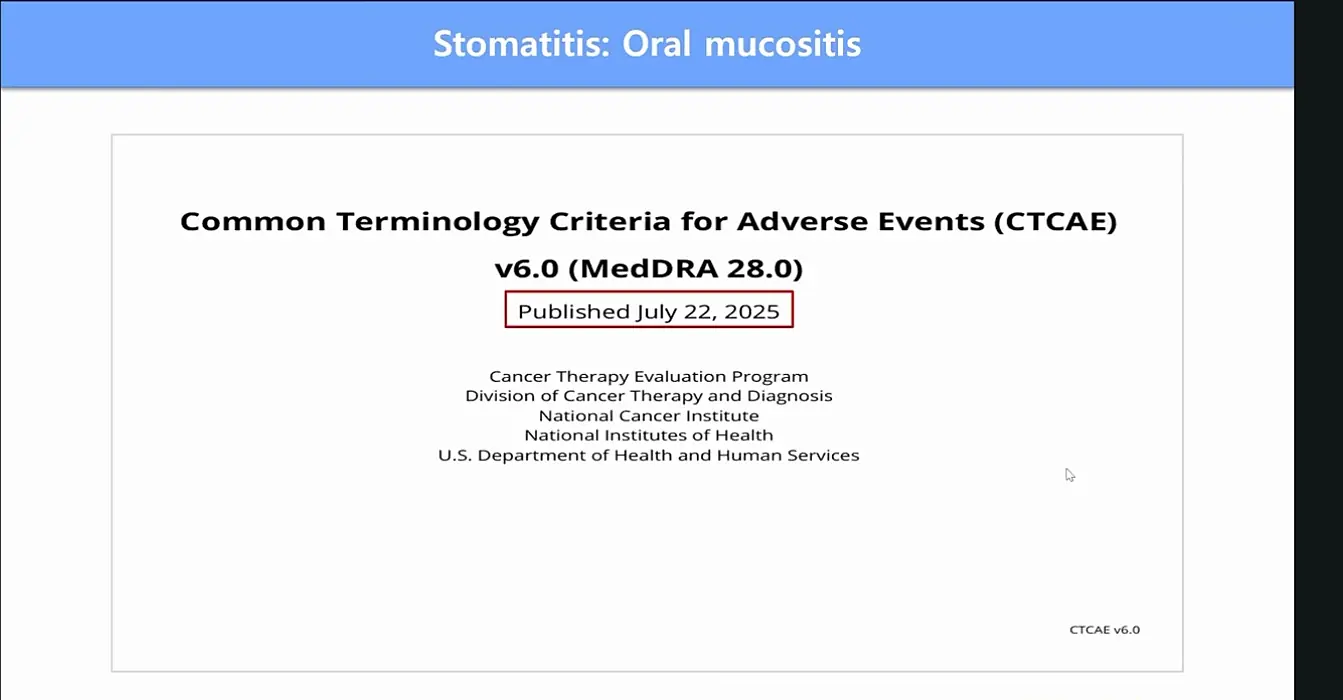 Stomatitis: Oral mucositis
Common Terminology Criteria for Adverse Events (CTCAE)
v6.0 (MedDRA 28.0)
Published July 22, 2025
Cancer Therapy Evaluation Program
Division of Cancer Therapy and Diagnosis
National Cancer Institute
National Institutes of Health
U.S. Department of Health and Human Services
CTCAE v6.0